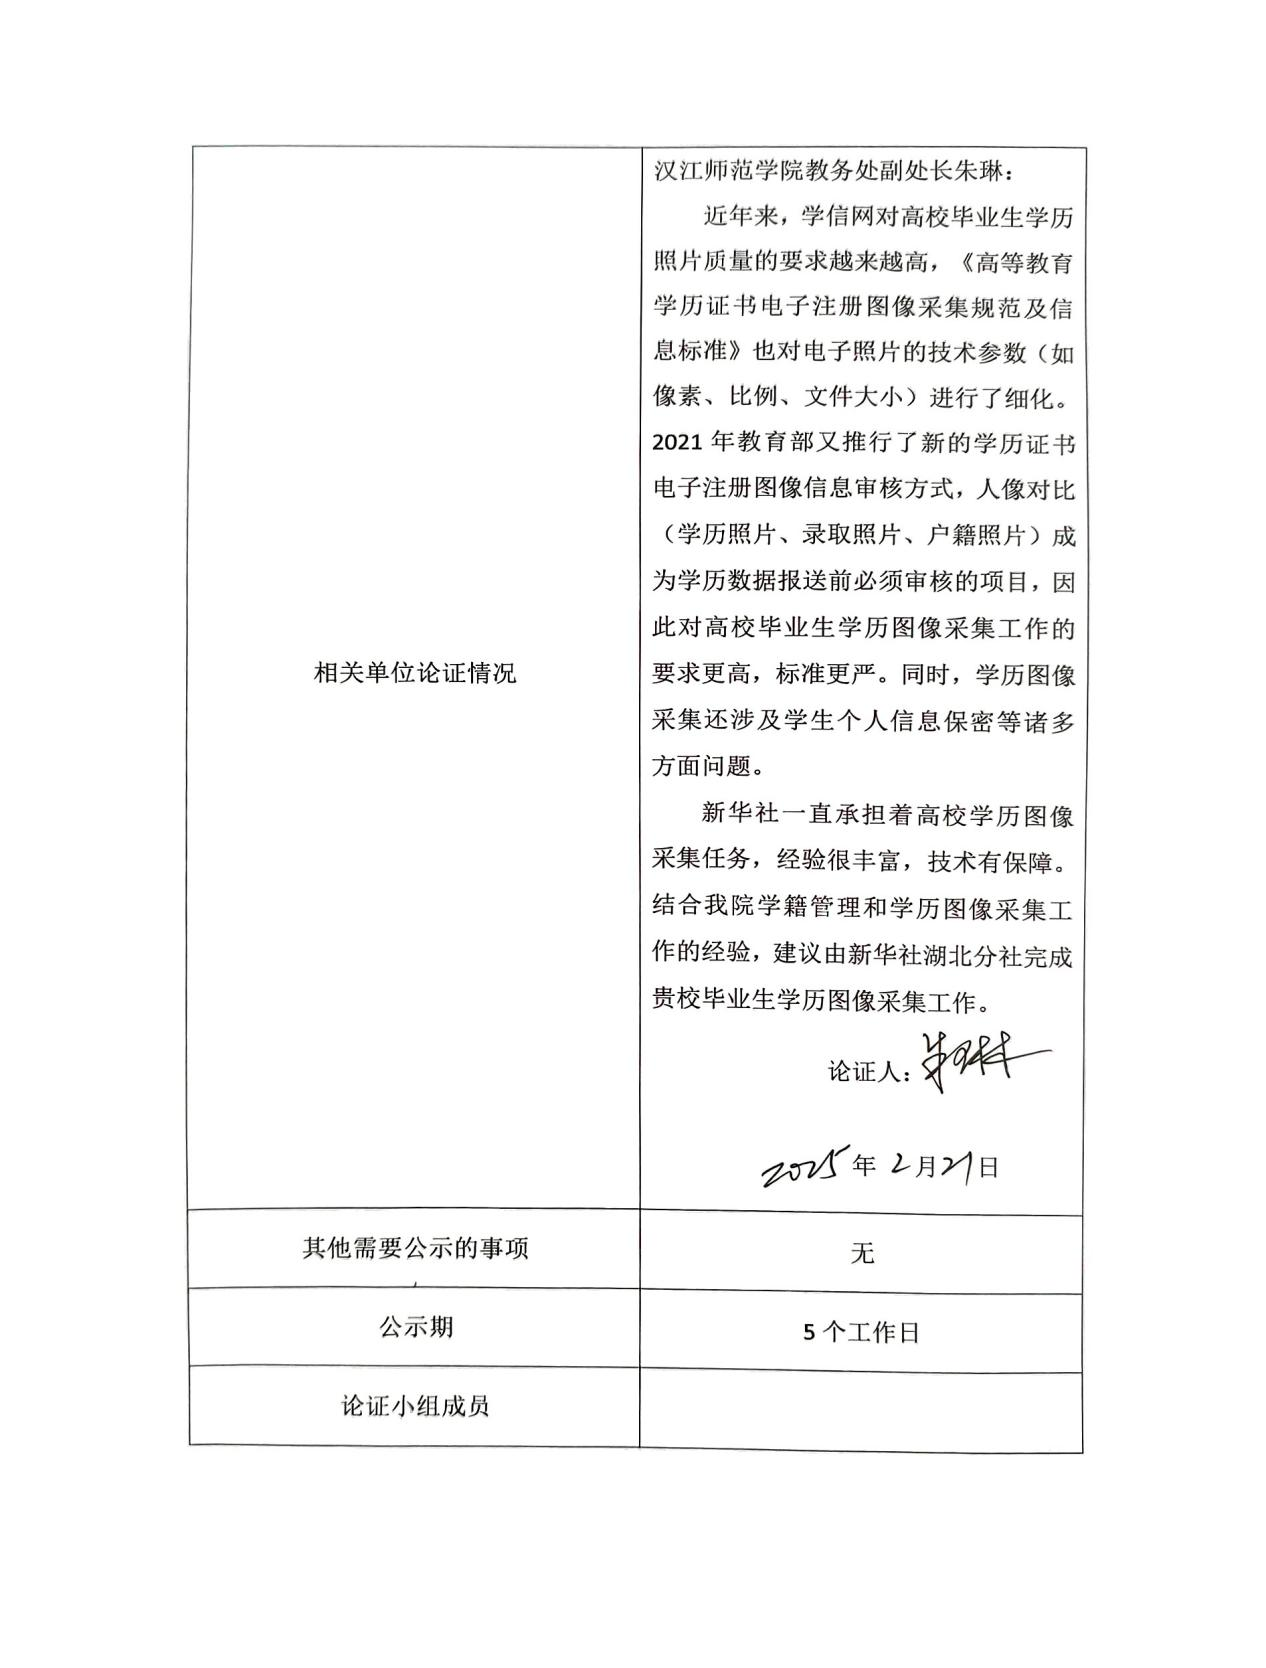 汉江师范学院教务处副处长朱琳：
近年来，学信网对高校毕业生学历
照片质量的要求越来越高，《高等教育
学历证书电子注册图像采集规范及信
息标准》也对电子照片的技术参数（如
像素、比例、文件大小）进行了细化。
2021 年教育部又推行了新的学历证书
电子注册图像信息审核方式，人像对比
（学历照片、录取照片、户籍照片）成
为学历数据报送前必须审核的项目，因
此对高校毕业生学历图像采集工作的
要求更高，标准更严。同时，学历图像
采集还涉及学生个人信息保密等诸多
方面问题。
新华社一直承担着高校学历图像
采集任务，经验很丰富，技术有保障。
结合我院学籍管理和学历图像采集工
作的经验，建议由新华社湖北分社完成
贵校毕业生学历图像采集工作。
论证人：朱琳
2025 年 2 月 21 日
相关单位论证情况
其他需要公示的事项
无
公示期
5 个工作日
论证小组成员